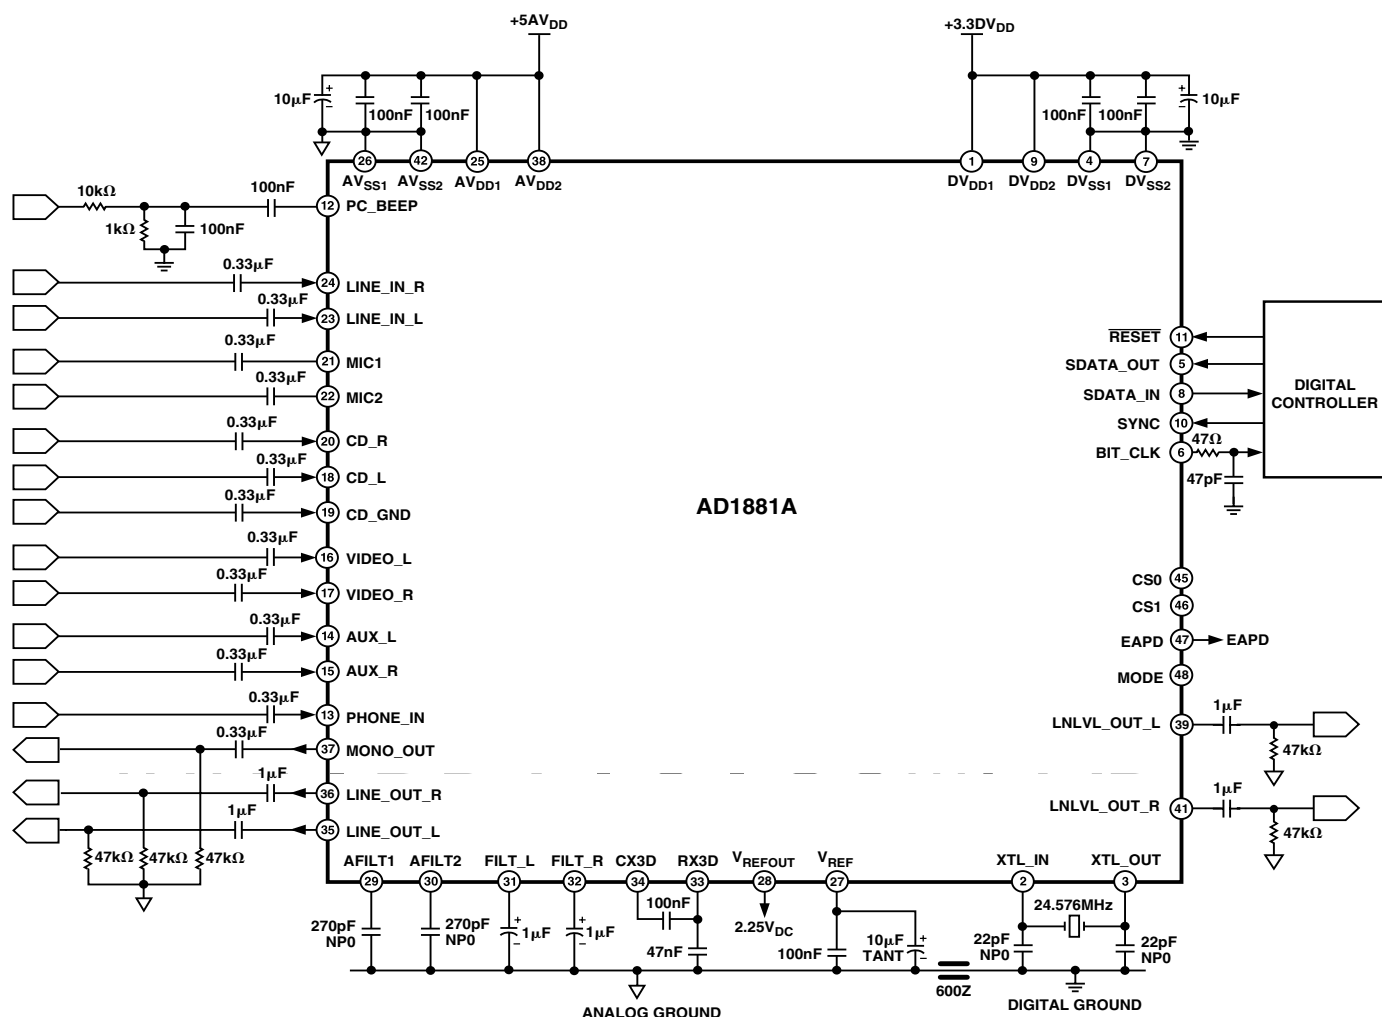 +5AVDD
+3.3DVDD
10µF
+
−
100nF
100nF
100nF
100nF
+
−
10µF
26
42
25
38
1
9
4
7
AVSS1
AVSS2
AVDD1
AVDD2
DVDD1
DVDD2
DVSS1
DVSS2
10kΩ
100nF
12
PC_BEEP
1kΩ
100nF
0.33µF
24
LINE_IN_R
0.33µF
23
LINE_IN_L
0.33µF
21
MIC1
0.33µF
22
MIC2
0.33µF
20
CD_R
0.33µF
18
CD_L
0.33µF
19
CD_GND
0.33µF
16
VIDEO_L
0.33µF
17
VIDEO_R
0.33µF
14
AUX_L
0.33µF
15
AUX_R
0.33µF
13
PHONE_IN
0.33µF
37
MONO_OUT
1µF
36
LINE_OUT_R
1µF
35
LINE_OUT_L
47kΩ
47kΩ
47kΩ
AD1881A
RESET
11
SDATA_OUT
5
SDATA_IN
8
SYNC
10
BIT_CLK
6
47Ω
47pF
DIGITAL
CONTROLLER
CS0
45
CS1
46
EAPD
47
EAPD
MODE
48
LNLVL_OUT_L
39
1µF
47kΩ
LNLVL_OUT_R
41
1µF
47kΩ
AFILT1
AFILT2
FILT_L
FILT_R
CX3D
RX3D
VREFOUT
VREF
XTL_IN
XTL_OUT
29
30
31
32
34
33
28
27
2
3
270pF
NP0
270pF
NP0
+
−
1µF
+
−
1µF
100nF
47nF
2.25VDC
100nF
10µF
TANT
+
−
24.576MHz
22pF
NP0
22pF
NP0
600Z
ANALOG GROUND
DIGITAL GROUND